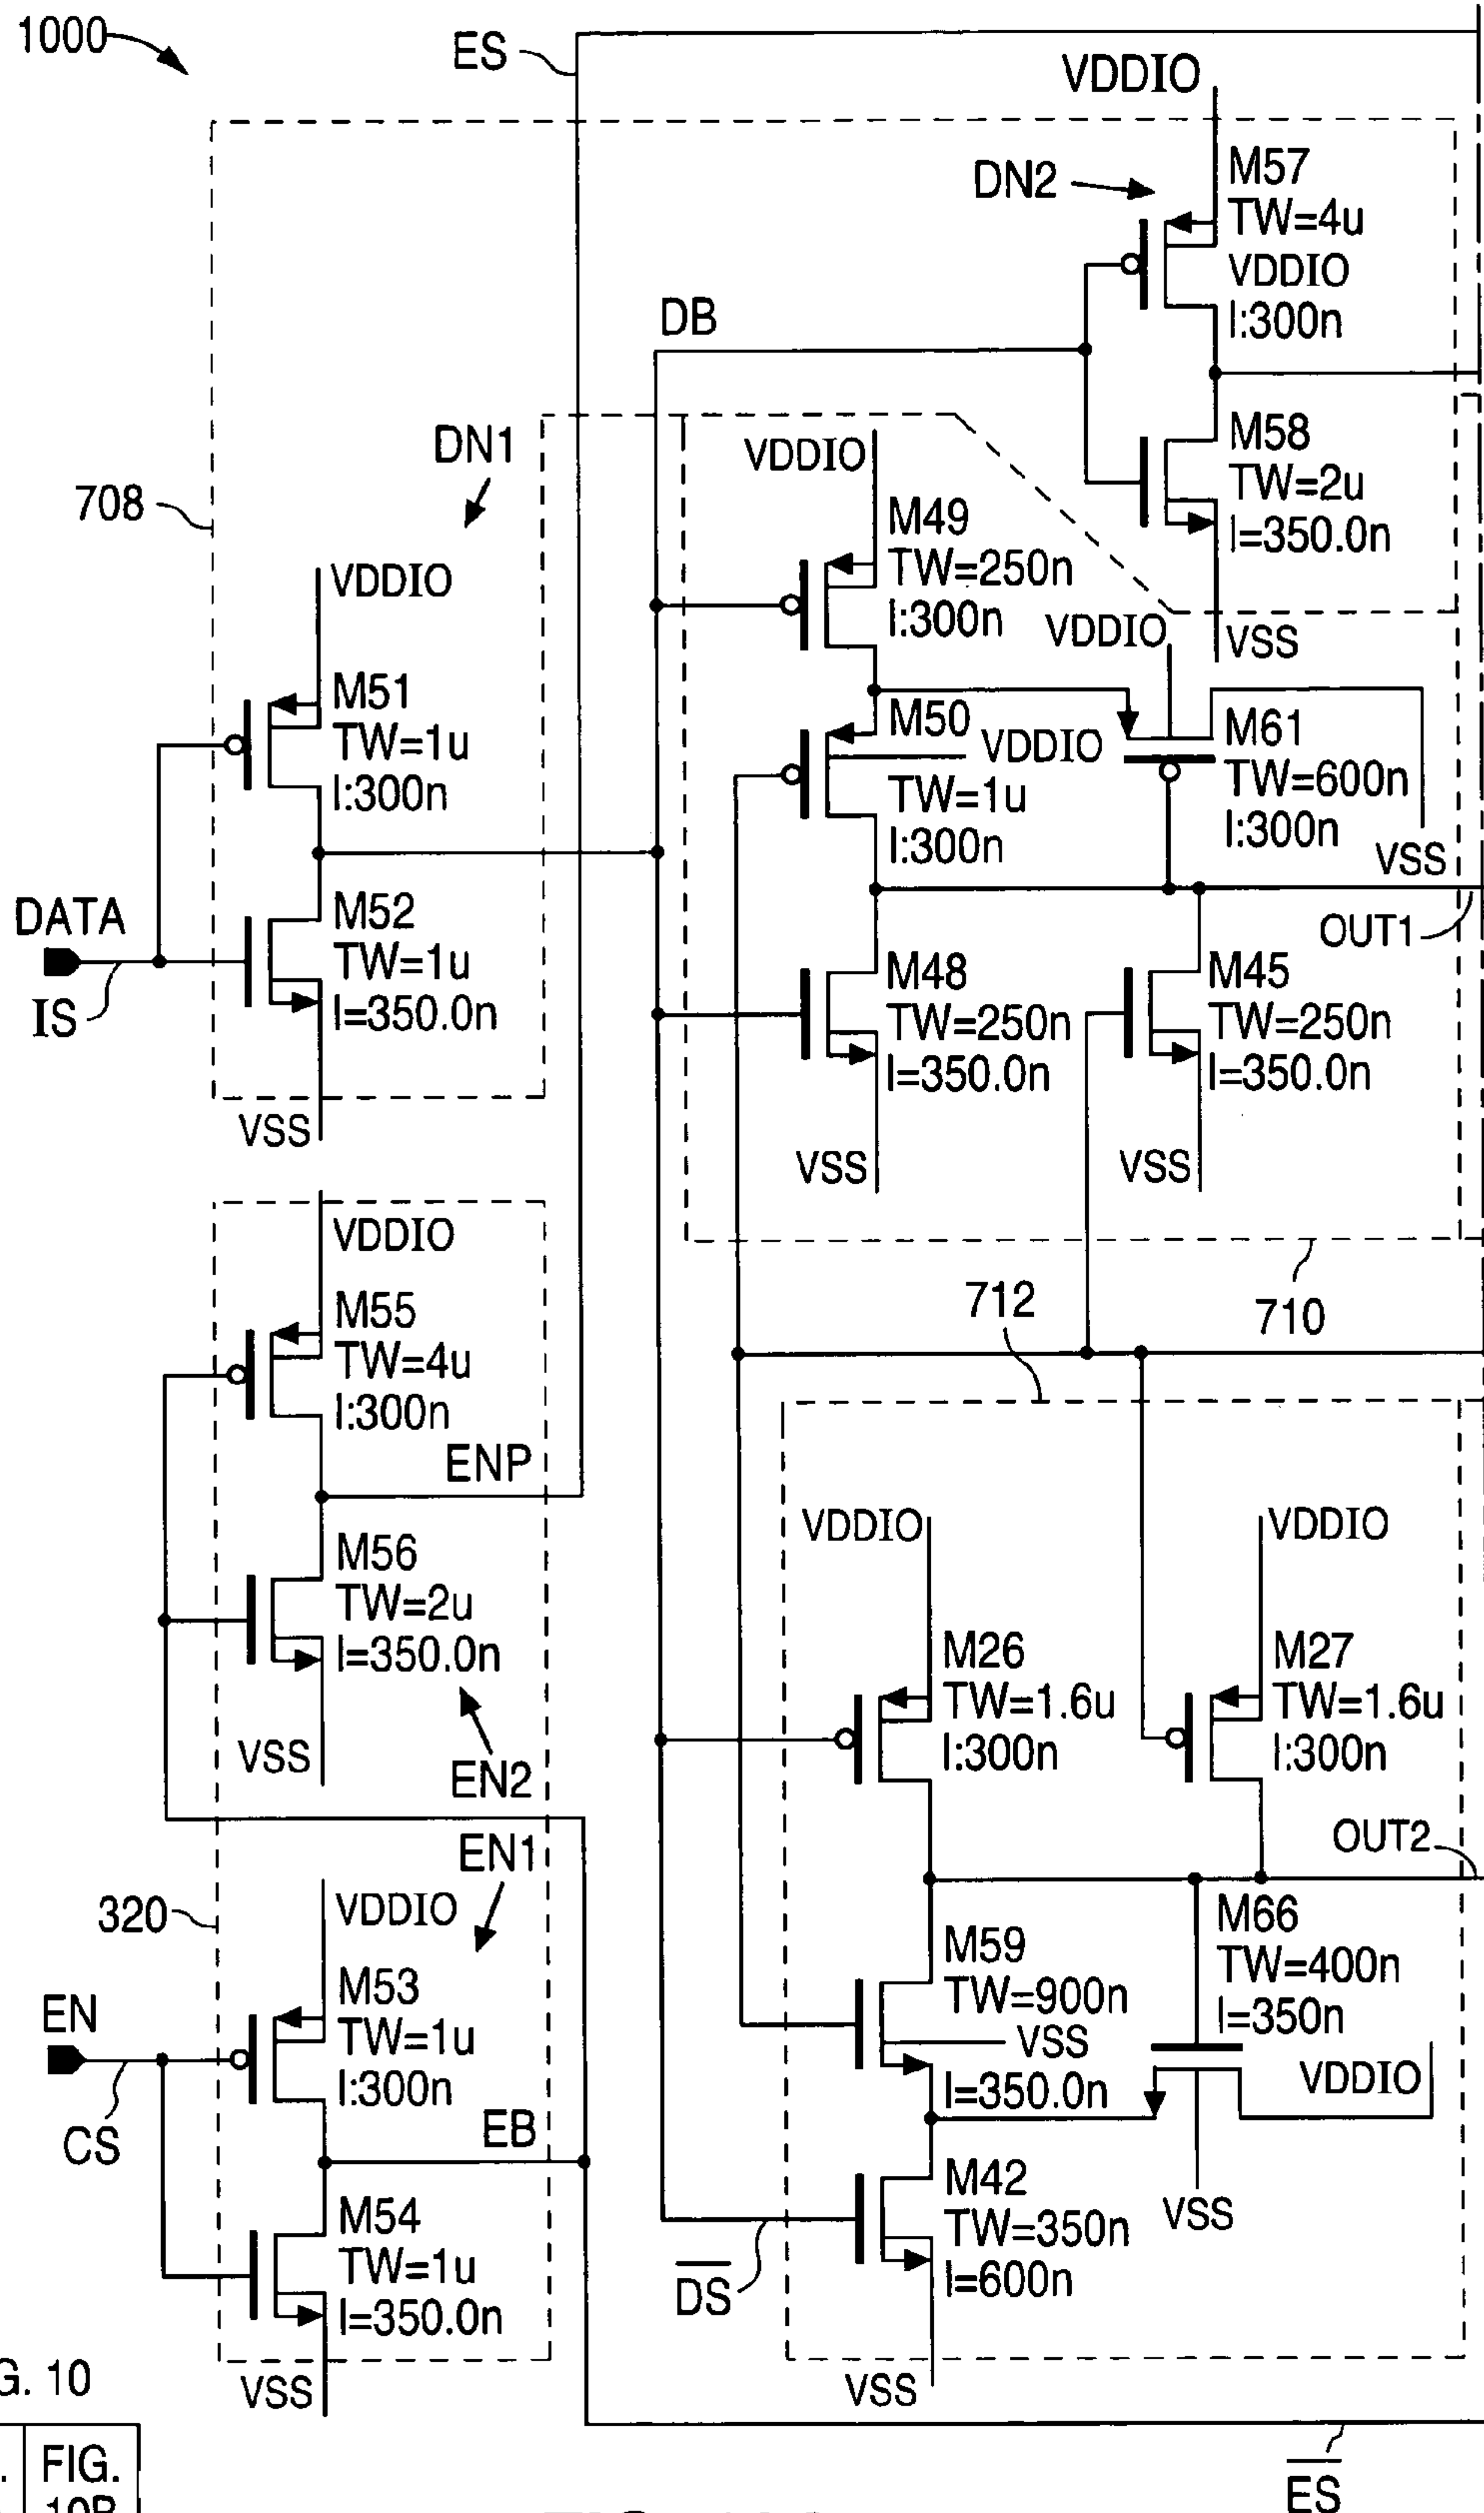 1000
ES
VDDIO
DN2
M57
TW=4u
VDDIO
I:300n
DB
DN1
708
VDDIO
M58
TW=2u
I=350.0n
M49
TW=250n
I:300n
VDDIO
VSS
VDDIO
M51
TW=1u
I:300n
M50
VDDIO
TW=1u
I:300n
M61
TW=600n
I:300n
VSS
OUT1
DATA
IS
M52
TW=1u
I=350.0n
VSS
M48
TW=250n
I=350.0n
VSS
M45
TW=250n
I=350.0n
VSS
710
712
VDDIO
M55
TW=4u
I:300n
ENP
M56
TW=2u
I=350.0n
VSS
EN2
VDDIO
VDDIO
M26
TW=1.6u
I:300n
M27
TW=1.6u
I:300n
OUT2
EN1
320
VDDIO
M53
TW=1u
I:300n
EN
CS
EB
M59
TW=900n
VSS
I=350.0n
M66
TW=400n
I=350n
VDDIO
VSS
M54
TW=1u
I=350.0n
VSS
M42
TW=350n
I=600n
D̅S̅
VSS
G. 10
FIG.
10B
E̅S̅